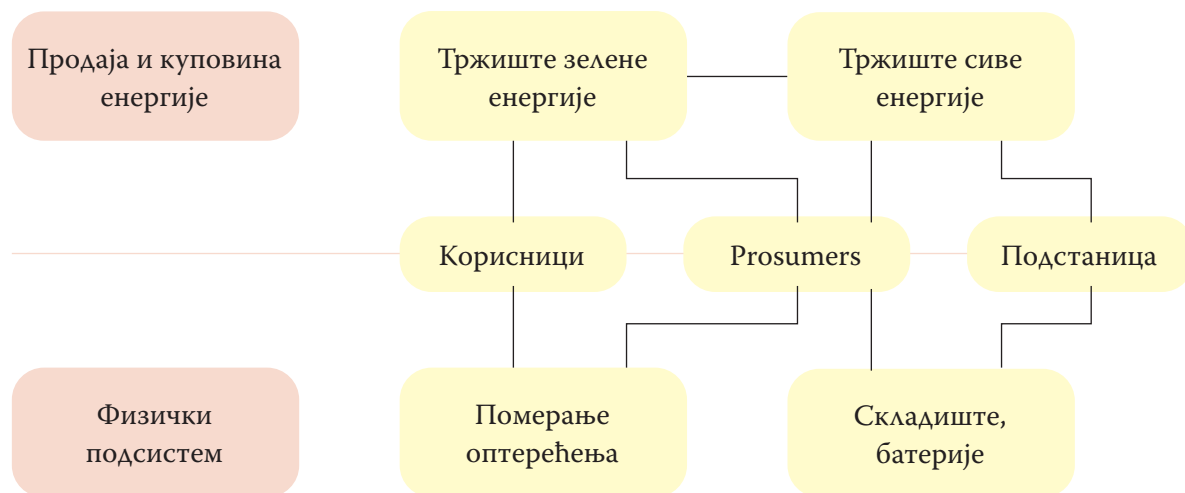 Продаја и куповина
енергије
Тржиште зелене
енергије
Тржиште сиве
енергије
Корисници
Prosumers
Подстаница
Физички
подсистем
Померање
оптерећења
Складиште,
батерије